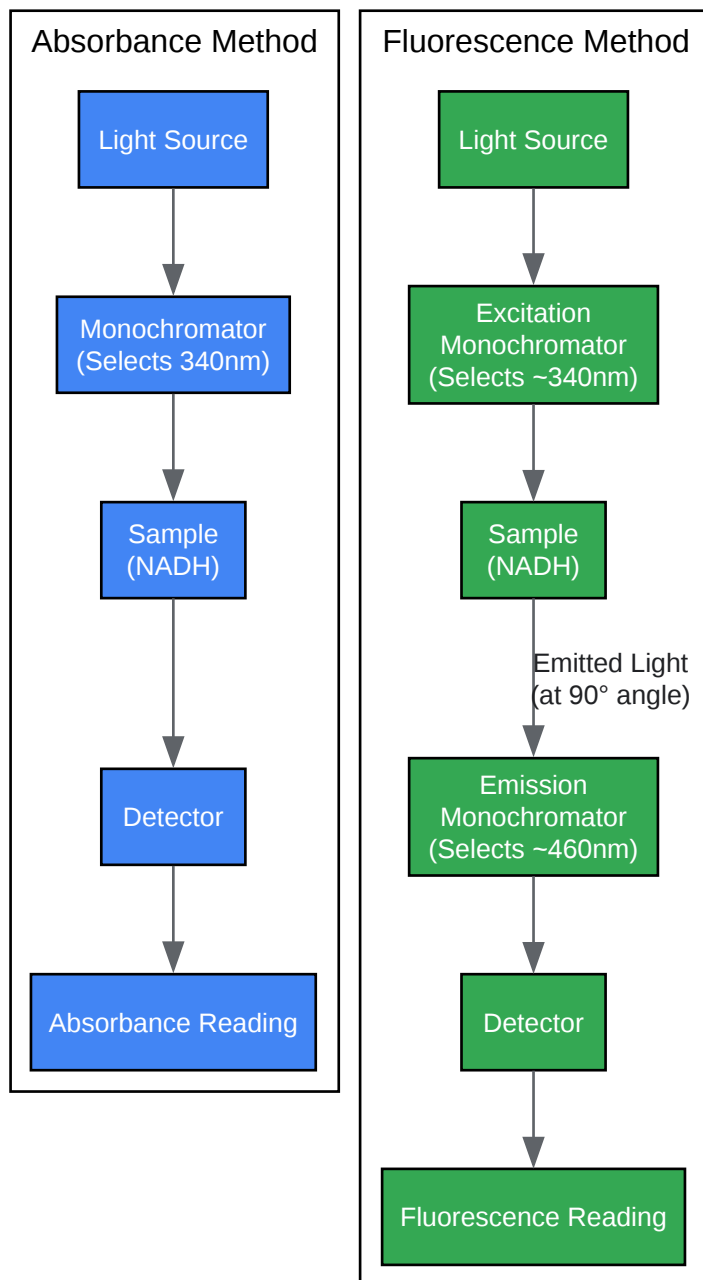 Absorbance Method
Light Source
Monochromator
(Selects 340nm)
Sample
(NADH)
Detector
Absorbance Reading
Fluorescence Method
Light Source
Excitation
Monochromator
(Selects ~340nm)
Sample
(NADH)
Emitted Light
(at 90° angle)
Emission
Monochromator
(Selects ~460nm)
Detector
Fluorescence Reading